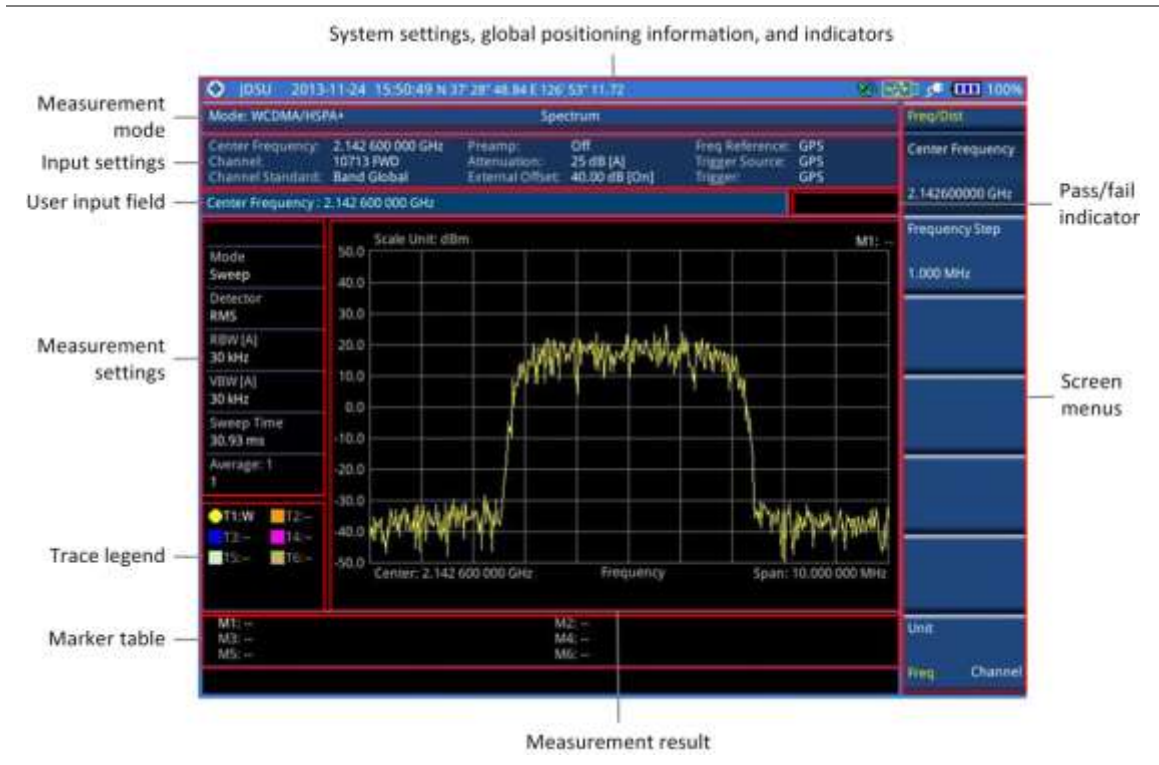 System settings, global positioning information, and indicators
JDSU 2013-11-24 15:50:49 N 37° 28" 48.84 E 126° 53" 11.72 100%
Measurement mode
Mode: WCDMA/HSPA+ Spectrum
Freq/Dist
Input settings
Center Frequency: 2.142 600 000 GHz Preamp: Off Freq Reference: GPS
Channel: 10713 FWD Attenuation: 25 dB [A] Trigger Source: GPS
Channel Standard: Band Global External Offset: 40.00 dB [On] Trigger: GPS
Center Frequency
2.142600000 GHz
Pass/fail indicator
User input field
Center Frequency : 2.142 600 000 GHz
Frequency Step
1.000 MHz
Scale Unit: dBm M1: --
Mode
Sweep
Detector
RMS
Measurement settings
RBW [A]
30 kHz
VBW [A]
30 kHz
Sweep Time
30.93 ms
Average: 1
1
50.0
40.0
30.0
20.0
10.0
0.0
-10.0
-20.0
-30.0
-40.0
-50.0
Screen menus
Trace legend
T1:W T2:--
T3:-- T4:--
T5:-- T6:--
Center: 2.142 600 000 GHz Frequency Span: 10.000 000 MHz
Marker table
M1: -- M2: --
M3: -- M4: --
M5: -- M6: --
Unit
Freq Channel
Measurement result